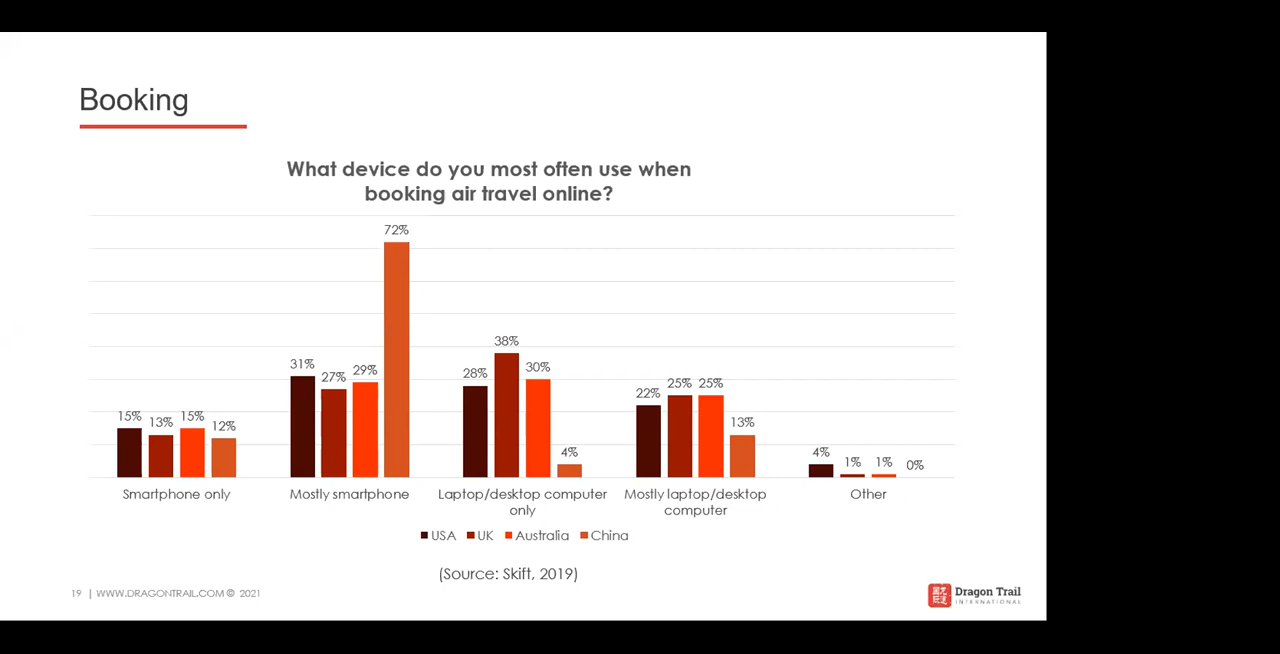 Booking
What device do you most often use when
booking air travel online?
72%
31%
27%
29%
28%
38%
30%
4%
22%
25%
25%
13%
15%
13%
15%
12%
4%
1%
1%
0%
Smartphone only
Mostly smartphone
Laptop/desktop computer
only
Mostly laptop/desktop
computer
Other
USA UK Australia China
(Source: Skift, 2019)
19 | WWW.DRAGONTRAIL.COM © 2021
Dragon Trail
INTERNATIONAL